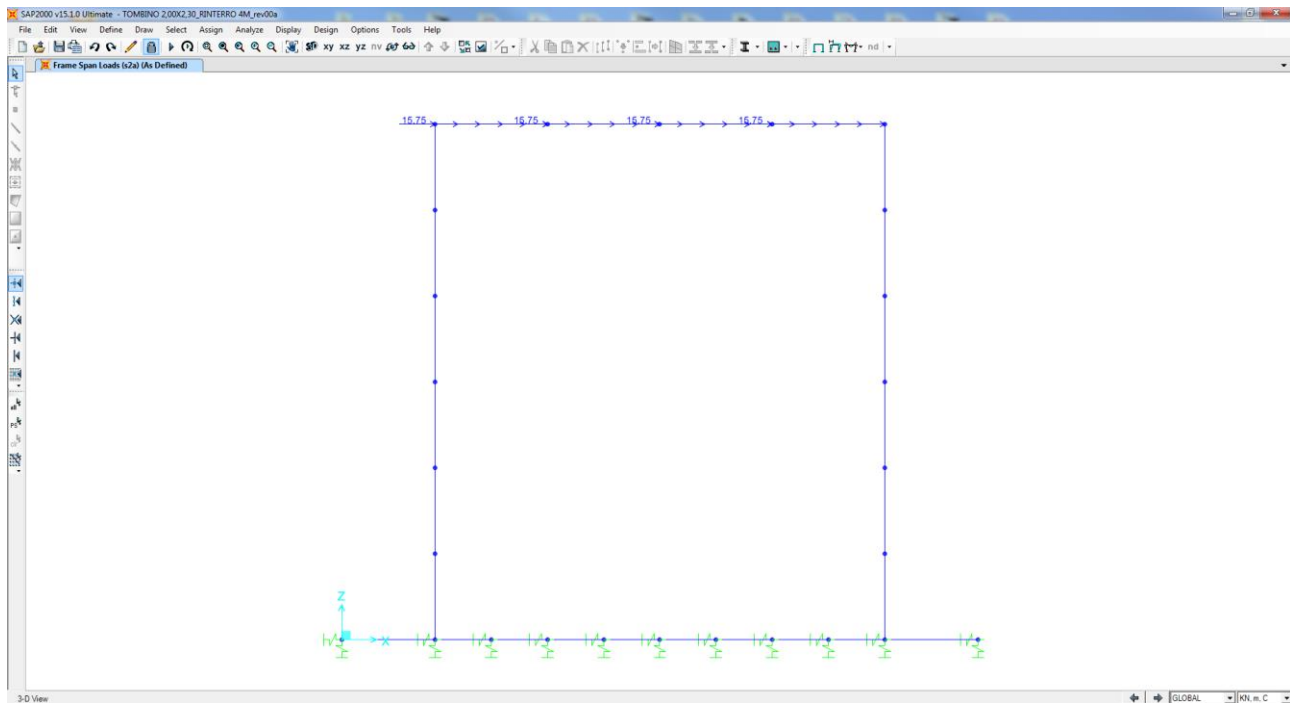 SAP2000 v15.1.0 Ultimate - TOMBINO 2,00X2,30_RINTERRO 4M_rev00a
File Edit View Define Draw Select Assign Analyze Display Design Options Tools Help
xy xz yz nv nd
Frame Span Loads (s2a) (As Defined)
15.75 15.75 15.75 15.75
Z
X
3-D View GLOBAL KN, m, C